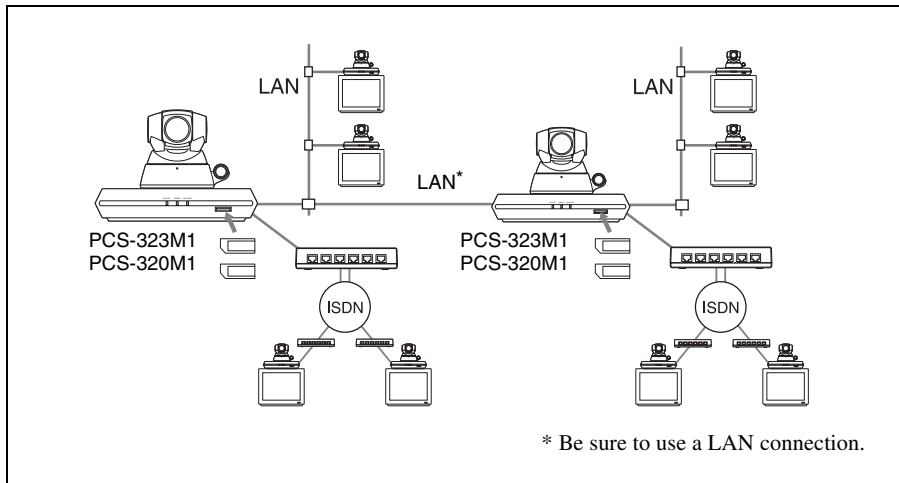 LAN
LAN
LAN*
PCS-323M1
PCS-320M1
PCS-323M1
PCS-320M1
ISDN
ISDN
* Be sure to use a LAN connection.